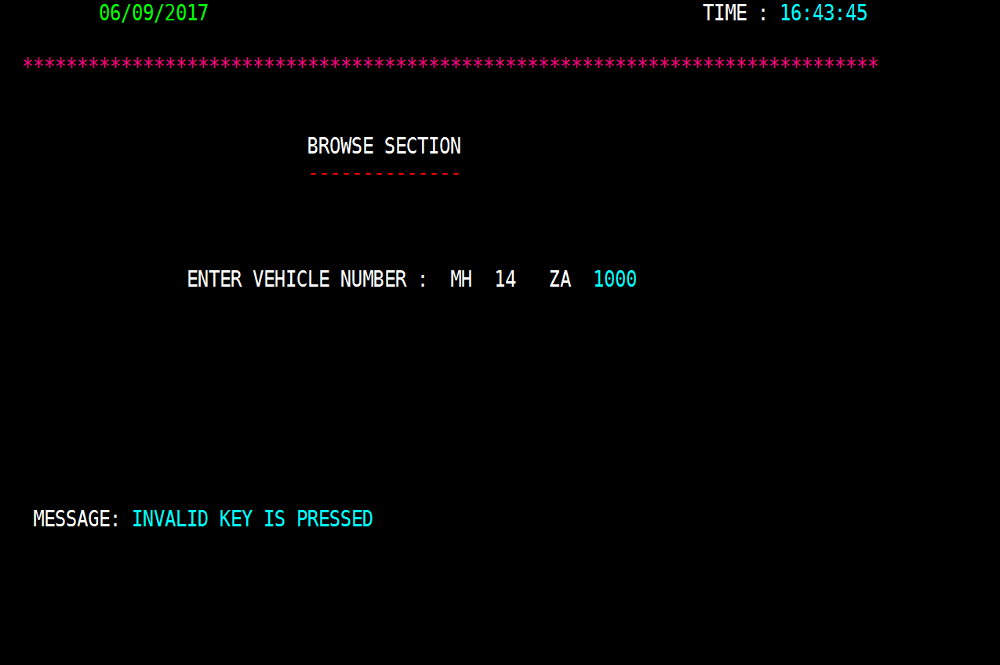 06/09/2017 TIME : 16:43:45
******************************************************************************
BROWSE SECTION
--------------
ENTER VEHICLE NUMBER : MH 14 ZA 1000
MESSAGE: INVALID KEY IS PRESSED